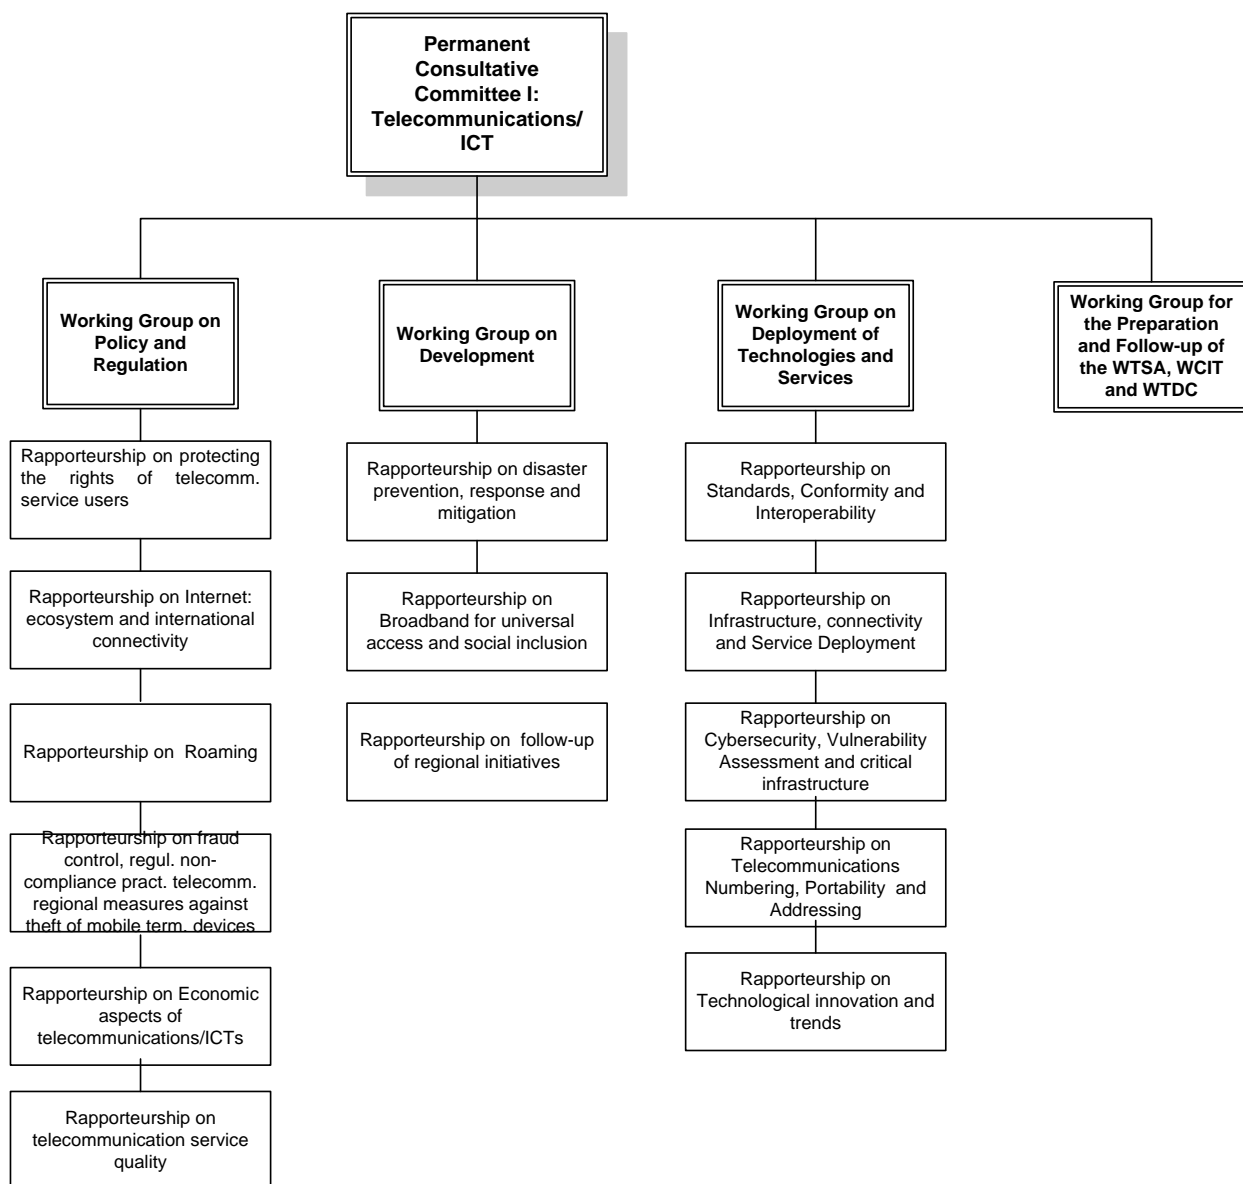 Permanent
Consultative
Committee I:
Telecommunications/
ICT
Working Group on
Policy and
Regulation
Working Group on
Development
Working Group on
Deployment of
Technologies and
Services
Working Group for
the Preparation
and Follow-up of
the WTSA, WCIT
and WTDC
Rapporteurship on protecting
the rights of telecomm.
service users
Rapporteurship on Internet:
ecosystem and international
connectivity
Rapporteurship on Roaming
Rapporteurship on fraud
control, regul. non-
compliance pract. telecomm.
regional measures against
theft of mobile term. devices
Rapporteurship on Economic
aspects of
telecommunications/ICTs
Rapporteurship on
telecommunication service
quality
Rapporteurship on disaster
prevention, response and
mitigation
Rapporteurship on
Broadband for universal
access and social inclusion
Rapporteurship on follow-up
of regional initiatives
Rapporteurship on
Standards, Conformity and
Interoperability
Rapporteurship on
Infrastructure, connectivity
and Service Deployment
Rapporteurship on
Cybersecurity, Vulnerability
Assessment and critical
infrastructure
Rapporteurship on
Telecommunications
Numbering, Portability and
Addressing
Rapporteurship on
Technological innovation and
trends